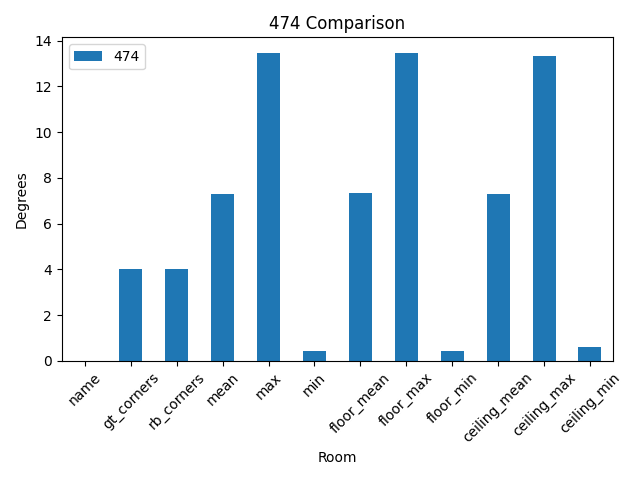 474 Comparison
474
Degrees
14
12
10
8
6
4
2
0
name
gt_corners
rb_corners
mean
max
min
floor_mean
floor_max
floor_min
ceiling_mean
ceiling_max
ceiling_min
Room